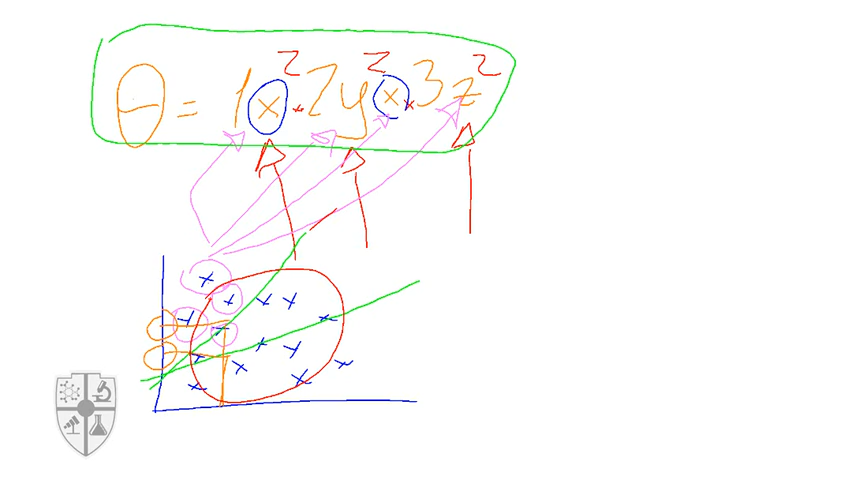 θ = 1x² · 2y² x · 3z²